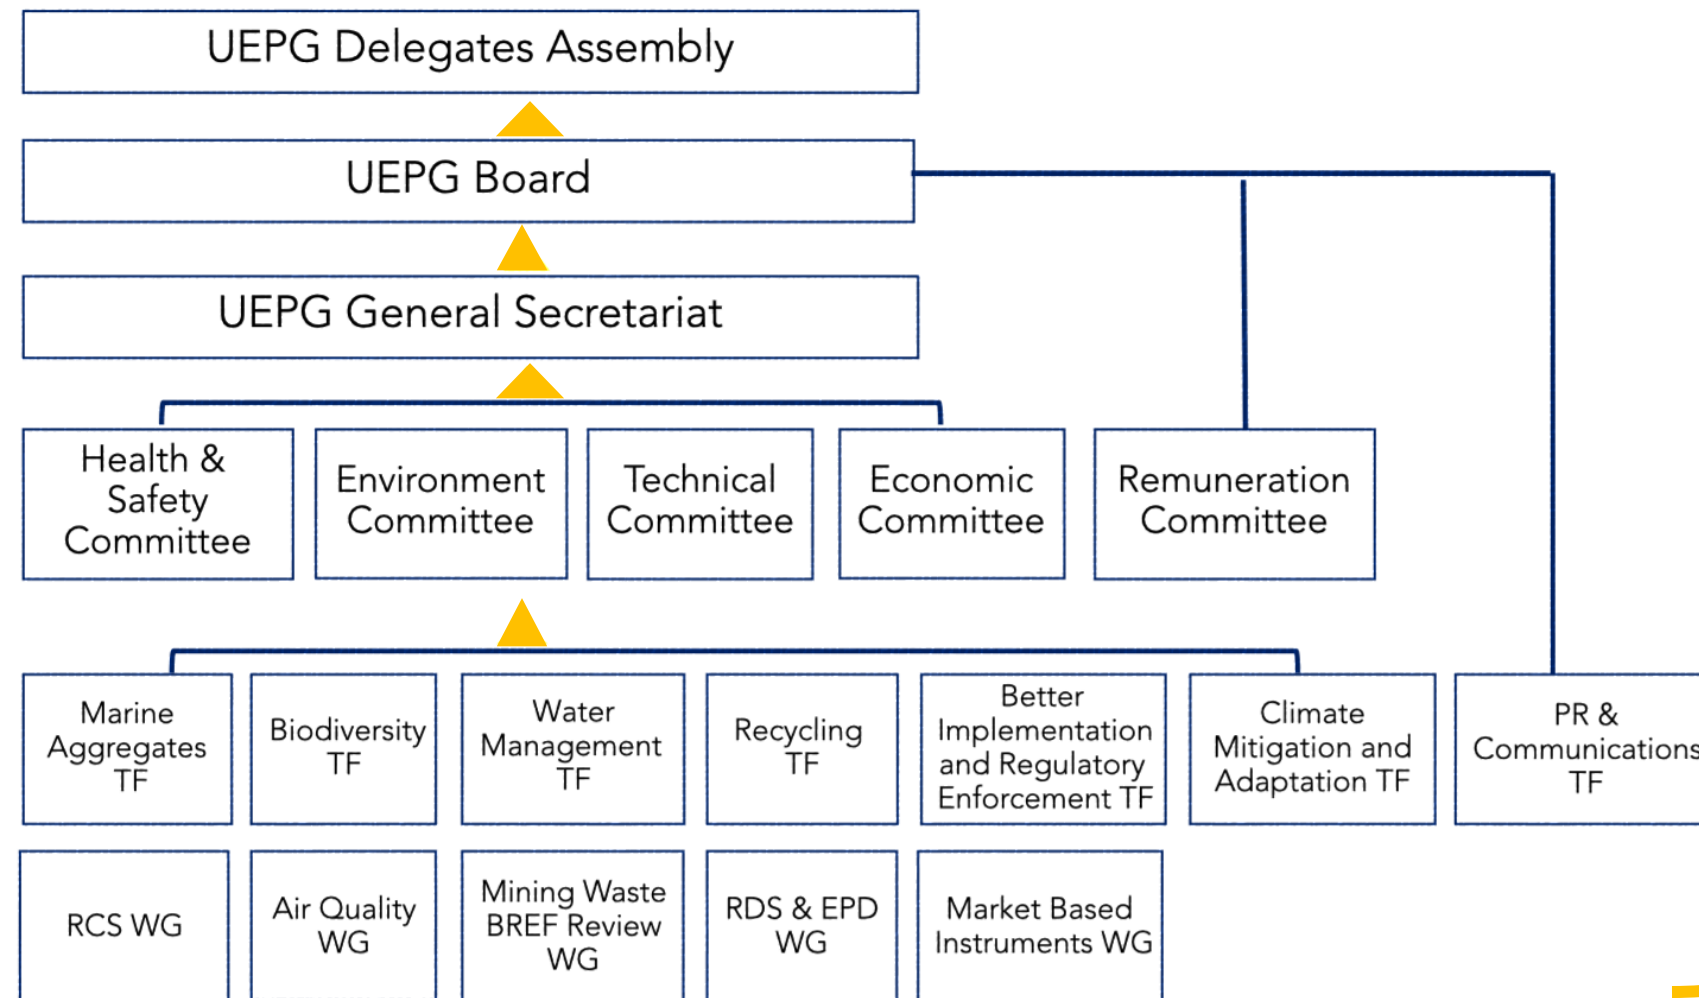 UEPG Delegates Assembly
UEPG Board
UEPG General Secretariat
Health &
Safety
Committee
Environment
Committee
Technical
Committee
Economic
Committee
Remuneration
Committee
Marine
Aggregates
TF
Biodiversity
TF
Water
Management
TF
Recycling
TF
Better
Implementation
and Regulatory
Enforcement TF
Climate
Mitigation and
Adaptation TF
PR &
Communications
TF
RCS WG
Air Quality
WG
Mining Waste
BREF Review
WG
RDS & EPD
WG
Market Based
Instruments WG